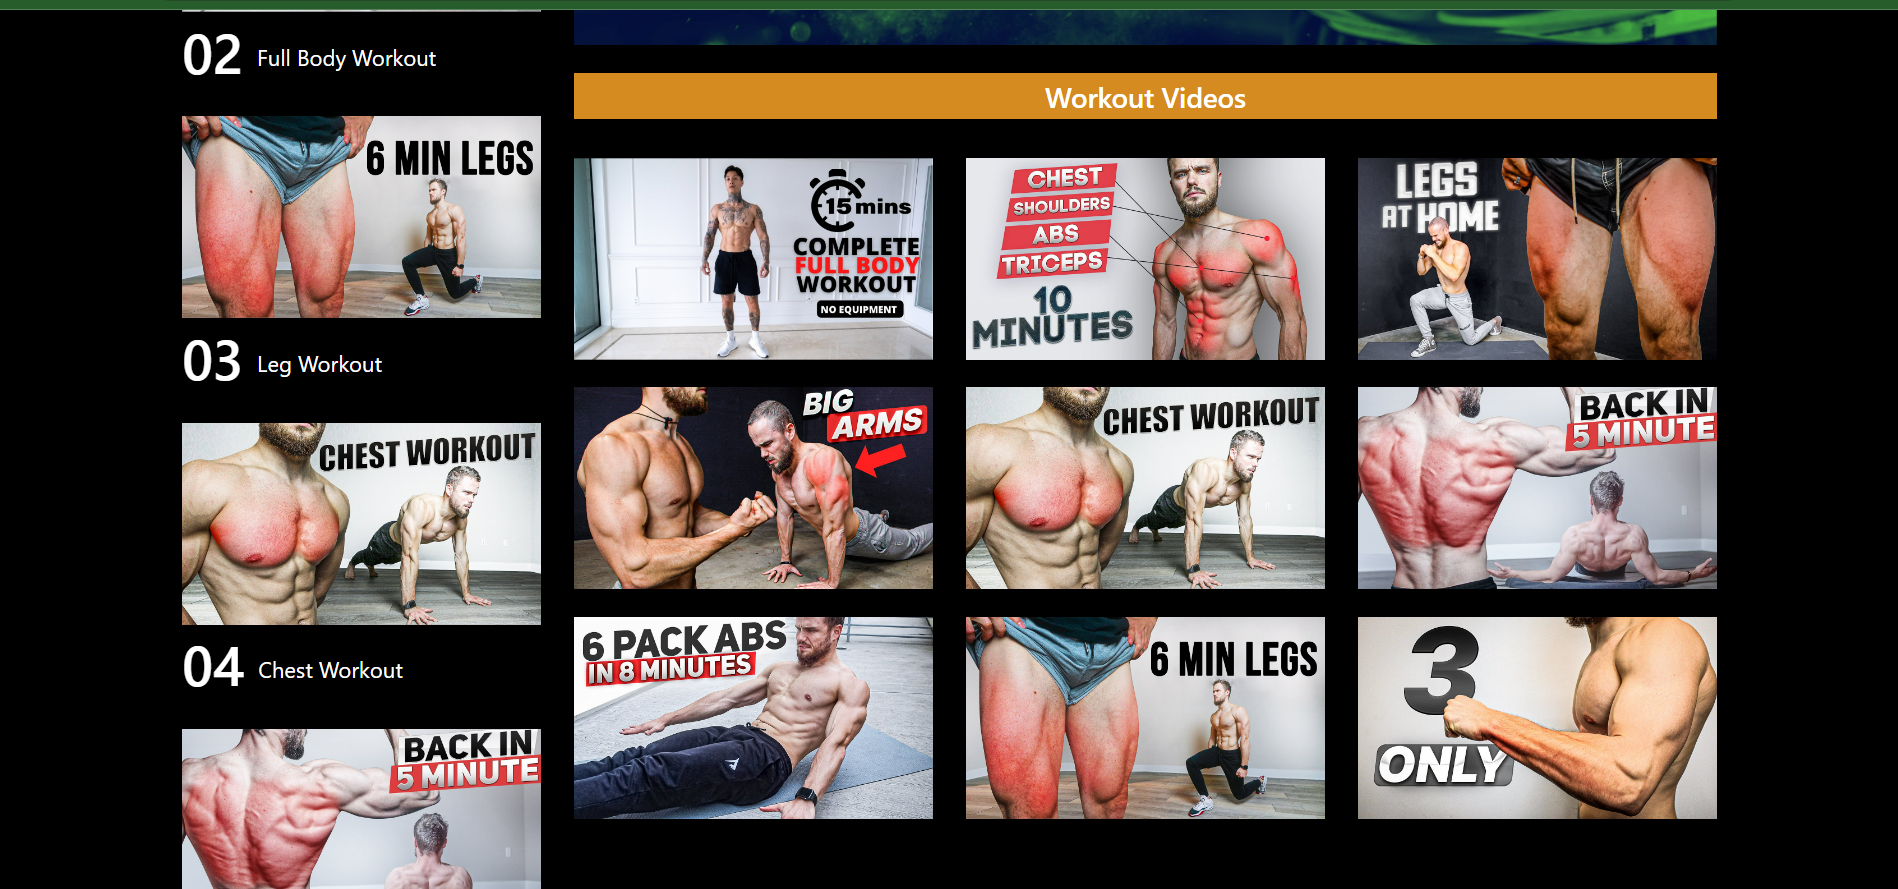 02 Full Body Workout
6 MIN LEGS
03 Leg Workout
CHEST WORKOUT
04 Chest Workout
BACK IN
5 MINUTE
Workout Videos
15 mins
COMPLETE
FULL BODY
WORKOUT
NO EQUIPMENT
CHEST
SHOULDERS
ABS
TRICEPS
10
MINUTES
LEGS
AT HOME
BIG
ARMS
CHEST WORKOUT
BACK IN
5 MINUTE
6 PACK ABS
IN 8 MINUTES
6 MIN LEGS
3
ONLY